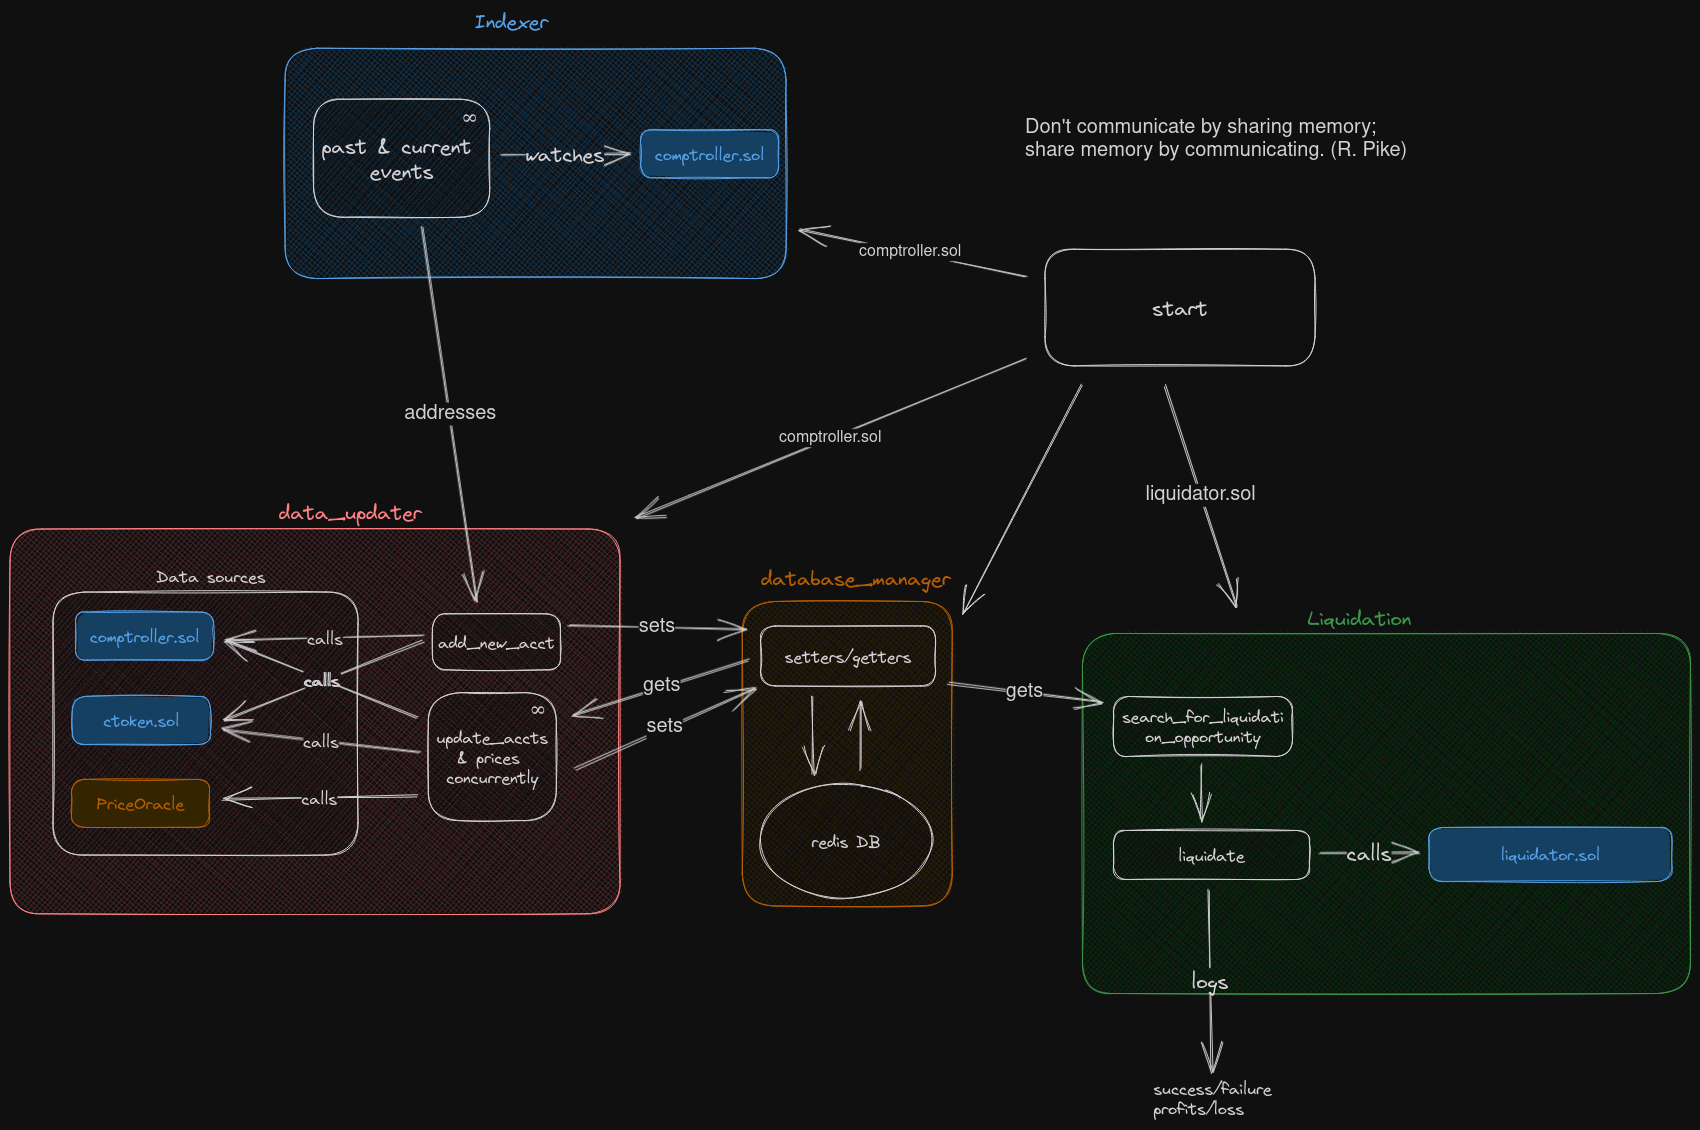 Indexer
∞
past & current
events
watches
comptroller.sol
Don't communicate by sharing memory;
share memory by communicating. (R. Pike)
comptroller.sol
start
addresses
comptroller.sol
liquidator.sol
data_updater
Data sources
comptroller.sol
ctoken.sol
PriceOracle
calls
calls
calls
calls
add_new_acct
∞
update_accts
& prices
concurrently
sets
gets
sets
database_manager
setters/getters
redis DB
gets
Liquidation
search_for_liquidati
on_opportunity
liquidate
calls
liquidator.sol
logs
success/failure
profits/loss